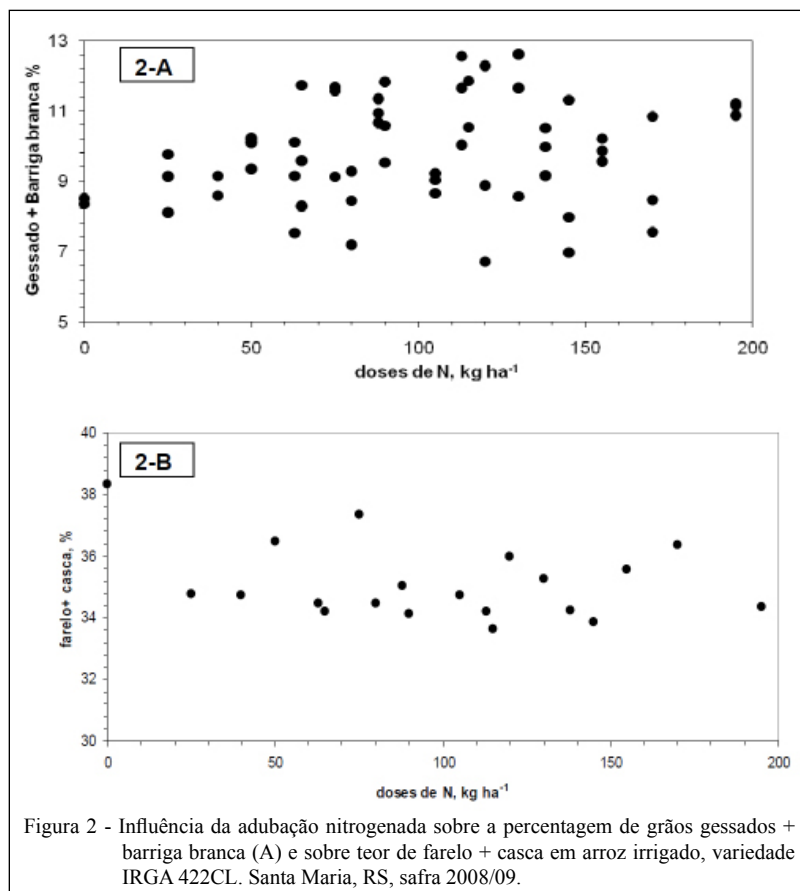 2-A
Gessado + Barriga branca %
13
11
9
7
5
0
50
100
150
200
doses de N, kg ha⁻¹
2-B
farelo+ casca, %
40
38
36
34
32
30
0
50
100
150
200
doses de N, kg ha⁻¹
Figura 2 - Influência da adubação nitrogenada sobre a percentagem de grãos gessados +
barriga branca (A) e sobre teor de farelo + casca em arroz irrigado, variedade
IRGA 422CL. Santa Maria, RS, safra 2008/09.